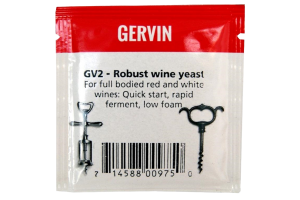 GERVIN
GV2 - Robust wine yeast
For full bodied red and white
wines: Quick start, rapid
ferment, low foam
7 14588 00975 0